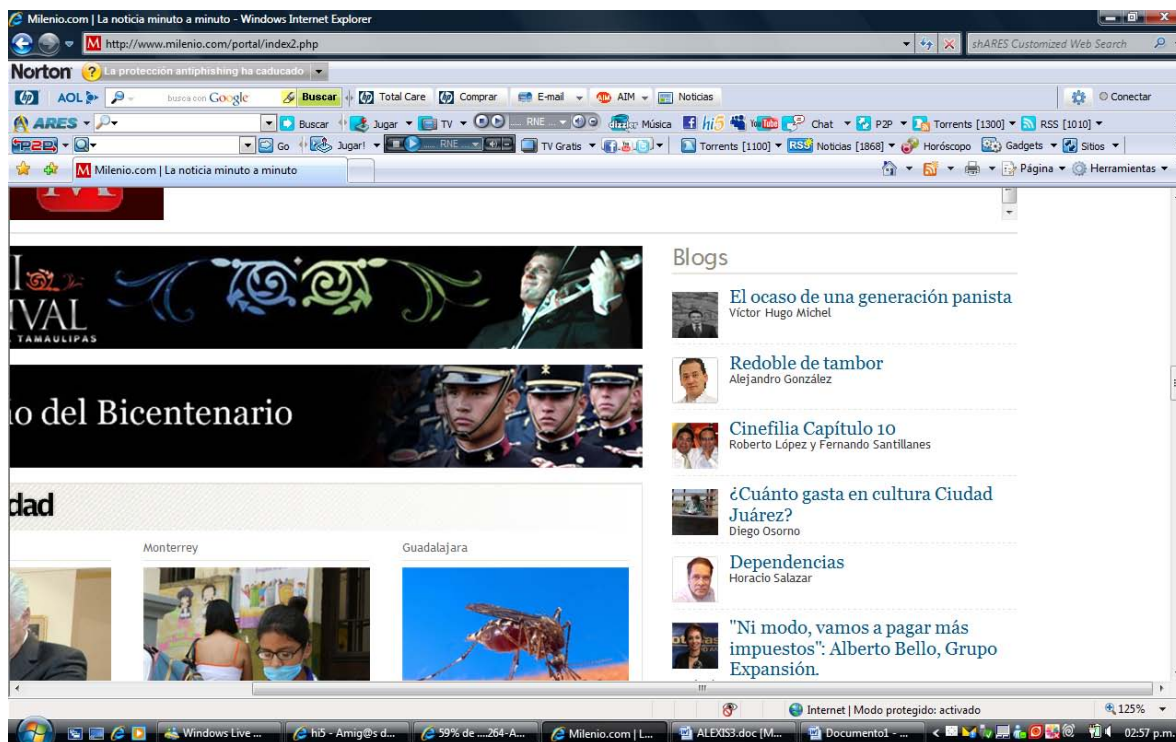 Milenio.com | La noticia minuto a minuto - Windows Internet Explorer
http://www.milenio.com/portal/index2.php
shARES Customized Web Search
Norton
La protección antiphishing ha caducado
AOL
busca con Google
Buscar
Total Care
Comprar
E-mail
AIM
Noticias
Conectar
ARES
Buscar
Jugar
TV
RNE ...
Música
hi5
YouTube
Chat
P2P
Torrents [1300]
RSS [1010]
P2P
Go
Jugar!
RNE ...
TV Gratis
Torrents [1100]
RSS
Noticias [1868]
Horóscopo
Gadgets
Sitios
Milenio.com | La noticia minuto a minuto
Página
Herramientas
VAL
TAMAULIPAS
io del Bicentenario
dad
Monterrey
Guadalajara
Blogs
El ocaso de una generación panista
Víctor Hugo Michel
Redoble de tambor
Alejandro González
Cinefilia Capítulo 10
Roberto López y Fernando Santillanes
¿Cuánto gasta en cultura Ciudad
Juárez?
Diego Osorno
Dependencias
Horacio Salazar
"Ni modo, vamos a pagar más
impuestos": Alberto Bello, Grupo
Expansión.
Internet | Modo protegido: activado
125%
Windows Live ...
hi5 - Amig@s d...
59% de ....264-A...
Milenio.com | L...
ALEXIS3.doc [M...
Documento1 - ...
02:57 p.m.